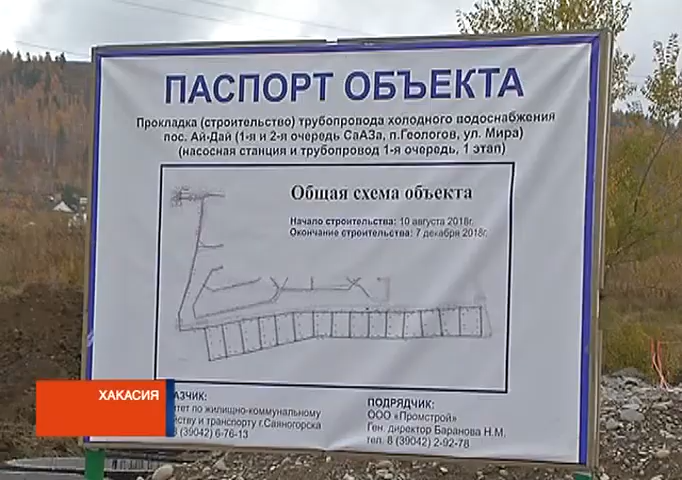 ПАСПОРТ ОБЪЕКТА
Прокладка (строительство) трубопровода холодного водоснабжения
пос. Ай-Дай (1-я и 2-я очередь СаАЗа, п.Геологов, ул. Мира)
(насосная станция и трубопровод 1-я очередь, 1 этап)
Общая схема объекта
Начало строительства: 10 августа 2018г.
Окончание строительства: 7 декабря 2018г.
по жилищно-коммунальному
и транспорту г.Саяногорска
(39042) 6-76-13
ПОДРЯДЧИК:
ООО «Промстрой»
Ген. директор Баранова Н.М.
тел. 8 (39042) 2-92-78
ХАКАСИЯ